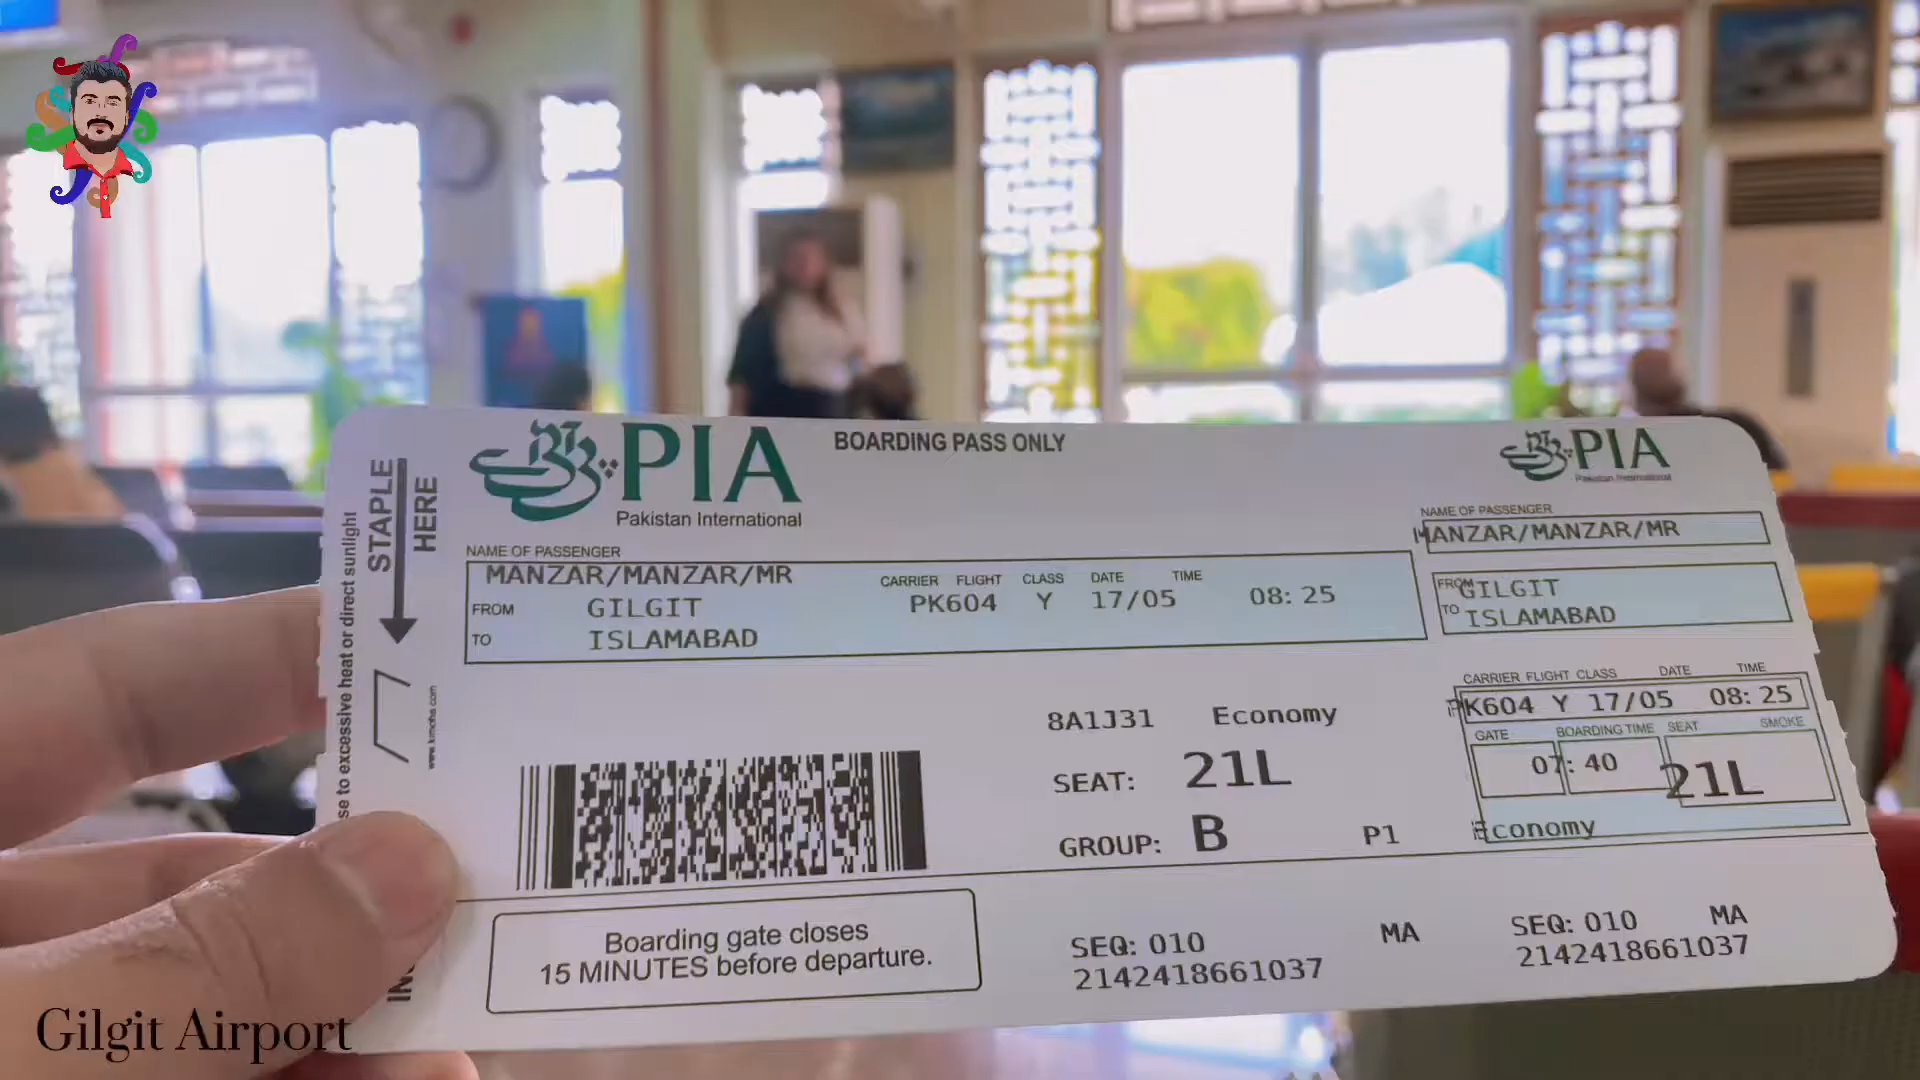 PIA
Pakistan International
BOARDING PASS ONLY
STAPLE
HERE
se to excessive heat or direct sunlight
NAME OF PASSENGER
MANZAR/MANZAR/MR
FROM GILGIT
TO ISLAMABAD
CARRIER FLIGHT CLASS DATE TIME
PK604 Y 17/05 08:25
8A1J31 Economy
SEAT: 21L
GROUP: B P1
Boarding gate closes
15 MINUTES before departure.
SEQ: 010 MA
2142418661037
PIA
Pakistan International
NAME OF PASSENGER
MANZAR/MANZAR/MR
FROM GILGIT
TO ISLAMABAD
CARRIER FLIGHT CLASS DATE TIME
PK604 Y 17/05 08:25
GATE BOARDING TIME SEAT SMOKE
07:40 21L
Economy
SEQ: 010 MA
2142418661037
Gilgit Airport